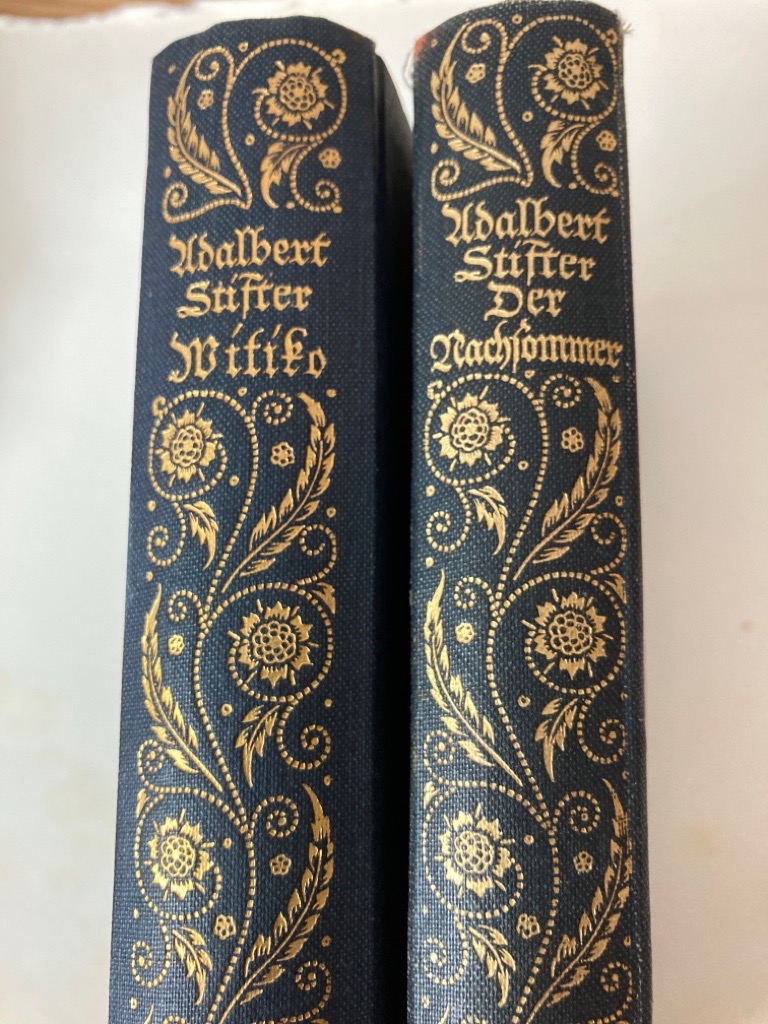 Adalbert
Stifter
Witiko
Adalbert
Stifter
Der
Nachſommer